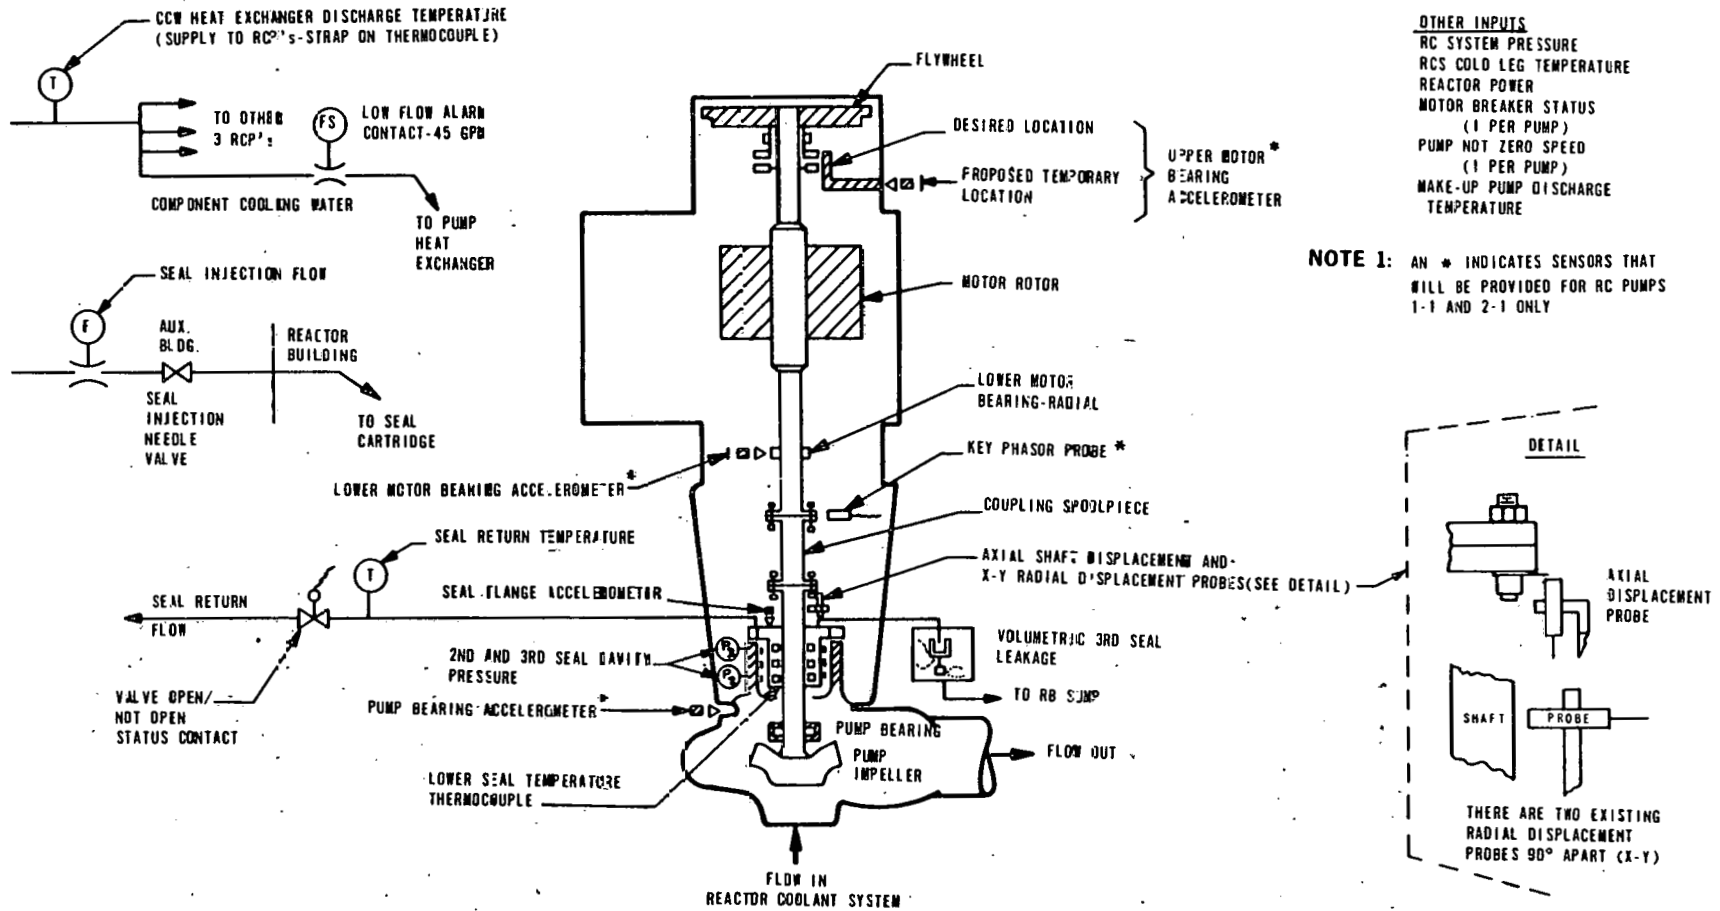 CCW HEAT EXCHANGER DISCHARGE TEMPERATURE
(SUPPLY TO RCP's-STRAP ON THERMOCOUPLE)
T
TO OTHER
3 RCP's
FS
LOW FLOW ALARM
CONTACT-45 GPM
COMPONENT COOLING WATER
TO PUMP
HEAT
EXCHANGER
SEAL INJECTION FLOW
F
AUX.
BLDG.
REACTOR
BUILDING
SEAL
INJECTION
NEEDLE
VALVE
TO SEAL
CARTRIDGE
FLYWHEEL
DESIRED LOCATION
PROPOSED TEMPORARY
LOCATION
UPPER MOTOR *
BEARING
ACCELEROMETER
MOTOR ROTOR
LOWER MOTOR
BEARING-RADIAL
KEY PHASOR PROBE *
LOWER MOTOR BEARING ACCELEROMETER *
COUPLING SPOOLPIECE
SEAL RETURN TEMPERATURE
T
AXIAL SHAFT DISPLACEMENT AND
X-Y RADIAL DISPLACEMENT PROBES(SEE DETAIL)
SEAL FLANGE ACCELEROMETER
SEAL RETURN
FLOW
2ND AND 3RD SEAL CAVITY
PRESSURE
VOLUMETRIC 3RD SEAL
LEAKAGE
TO RB SUMP
VALVE OPEN/
NOT OPEN
STATUS CONTACT
PUMP BEARING ACCELEROMETER *
PUMP BEARING
PUMP
IMPELLER
FLOW OUT
LOWER SEAL TEMPERATURE
THERMOCOUPLE
FLOW IN
REACTOR COOLANT SYSTEM
OTHER INPUTS
RC SYSTEM PRESSURE
RCS COLD LEG TEMPERATURE
REACTOR POWER
MOTOR BREAKER STATUS
(1 PER PUMP)
PUMP NOT ZERO SPEED
(1 PER PUMP)
MAKE-UP PUMP DISCHARGE
TEMPERATURE
NOTE 1: AN * INDICATES SENSORS THAT
WILL BE PROVIDED FOR RC PUMPS
1-1 AND 2-1 ONLY
DETAIL
AXIAL
DISPLACEMENT
PROBE
SHAFT
PROBE
THERE ARE TWO EXISTING
RADIAL DISPLACEMENT
PROBES 90° APART (X-Y)